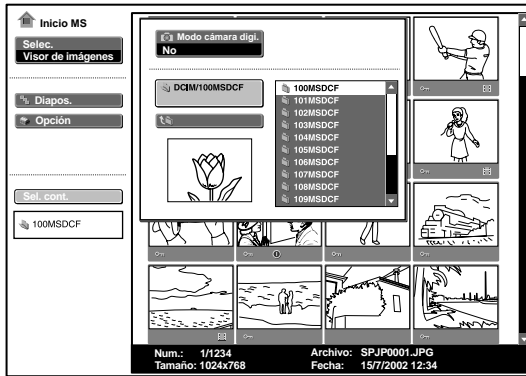 Inicio MS
Selec.
Visor de imágenes
Diapos.
Opción
Sel. cont.
100MSDCF
Modo cámara digi.
No
DCIM/100MSDCF
100MSDCF
101MSDCF
102MSDCF
103MSDCF
104MSDCF
105MSDCF
106MSDCF
107MSDCF
108MSDCF
109MSDCF
Num.: 1/1234
Archivo: SPJP0001.JPG
Tamaño: 1024x768
Fecha: 15/7/2002 12:34